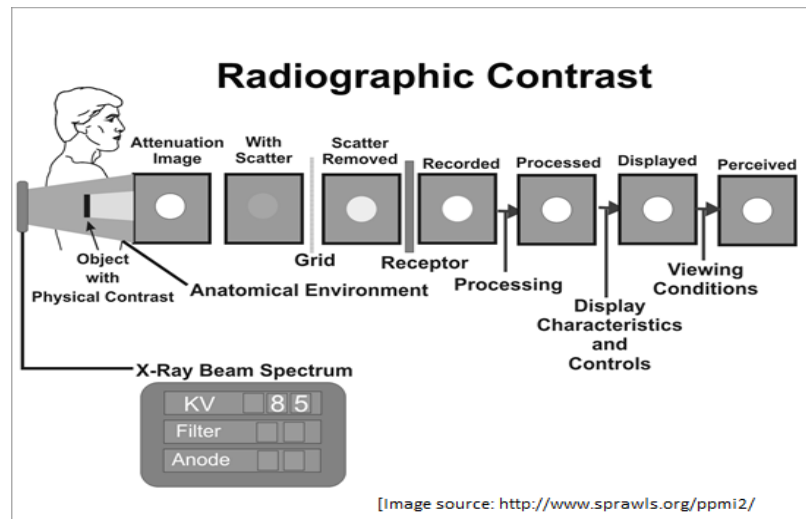 Radiographic Contrast
Attenuation
Image
With
Scatter
Scatter
Removed
Recorded
Processed
Displayed
Perceived
Object
with
Physical Contrast
Anatomical Environment
Grid
Receptor
Processing
Display
Characteristics
and
Controls
Viewing
Conditions
X-Ray Beam Spectrum
KV 8 5
Filter
Anode
[Image source: http://www.sprawls.org/ppmi2/